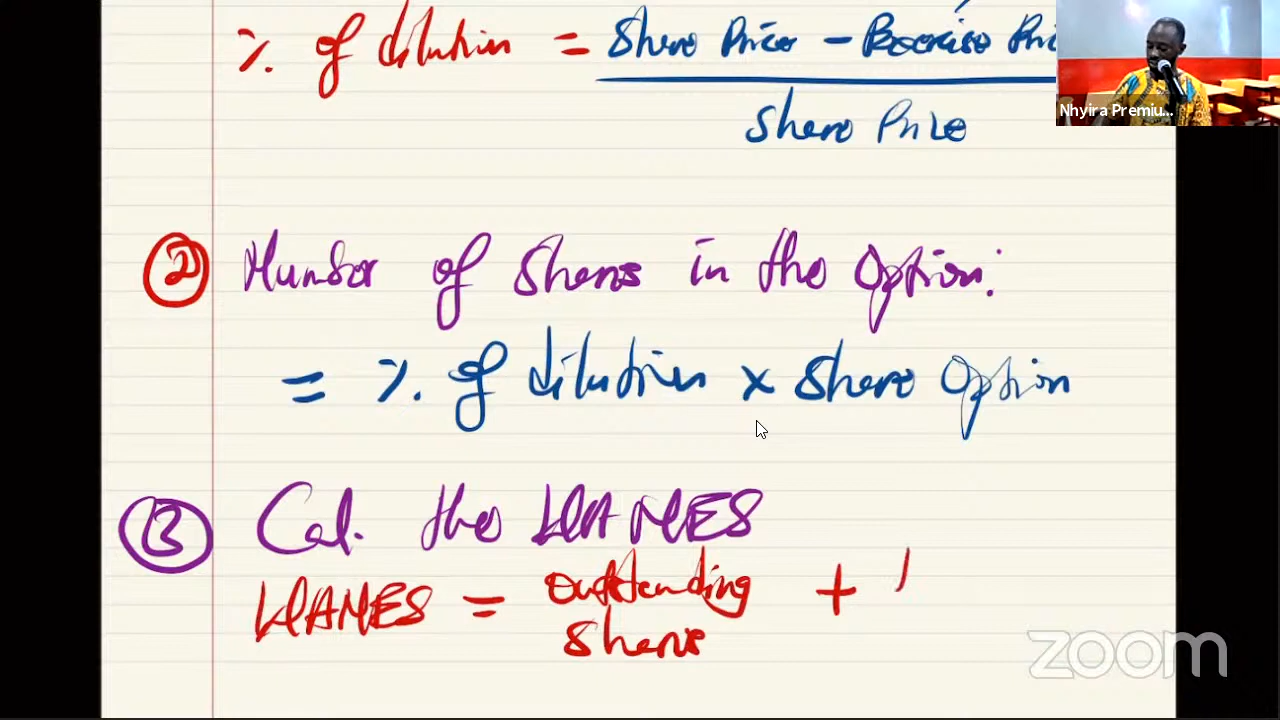 % of dilution = Share Price - Exercise Pri
Share Price
Nhyira Premiu...
② Number of Shares in the Option:
= % of dilution x Share Option
③ Cal. the WANES
WANES = outstanding shares +
zoom